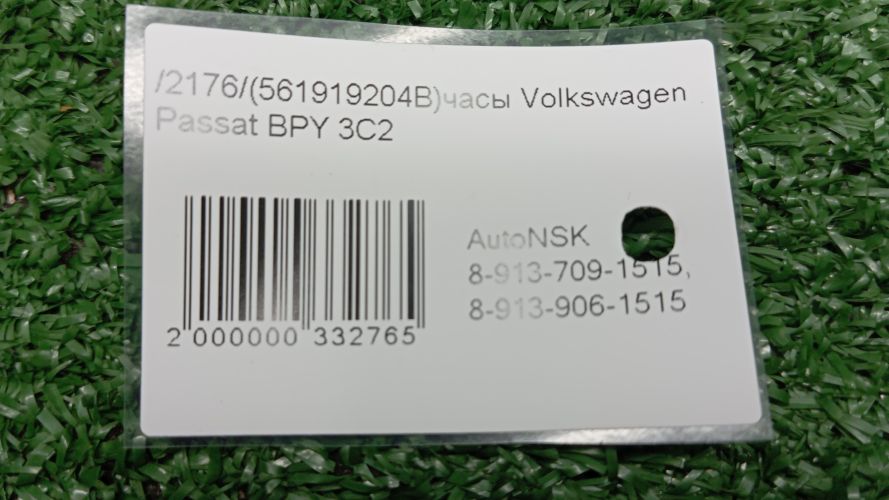 /2176/(561919204B)часы Volkswagen
Passat BPY 3C2
AutoNSK
8-913-709-1515,
8-913-906-1515
2 000000 332765